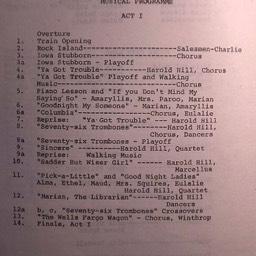 MUSICAL PROGRAMME
ACT I
Overture
1. Train Opening
2. Rock Island----------------------Salesmen-Charlie
3. Iowa Stubborn---------------------Chorus
3a Iowa Stubborn - Playoff
4. "Ya Got Trouble"----------Harold Hill, Chorus
4a "Ya Got Trouble" Playoff and Walking
Music---------------------Chorus
5. Piano Lesson and "If you Don't Mind My
Saying So" - Amaryllis, Mrs. Paroo, Marian
6. "Goodnight My Someone" - Marian, Amaryllis
6a "Columbia"----------------Chorus, Eulalie
7. Reprise: "Ya Got Trouble" --- Harold Hill
8. "Seventy-six Trombones"-------Harold Hill,
Chorus, Dancers
8a "Seventy-six Trombones" - Playoff
9. "Sincere" ---------Harold Hill, Quartet
9a Reprise: Walking Music
10. "Sadder But Wiser Girl" ------ Harold Hill,
Marcellus
11. "Pick-a-Little" and "Good Night Ladies"
Alma, Ethel, Maud, Mrs. Squires, Eulalie
Harold Hill, Quartet
12. "Marian, The Librarian"------Harold Hill
Dancers
12a b, c, "Seventy-six Trombones" Crossovers
13. "The Wells Fargo Wagon" - Chorus, Winthrop
14. Finale, Act I